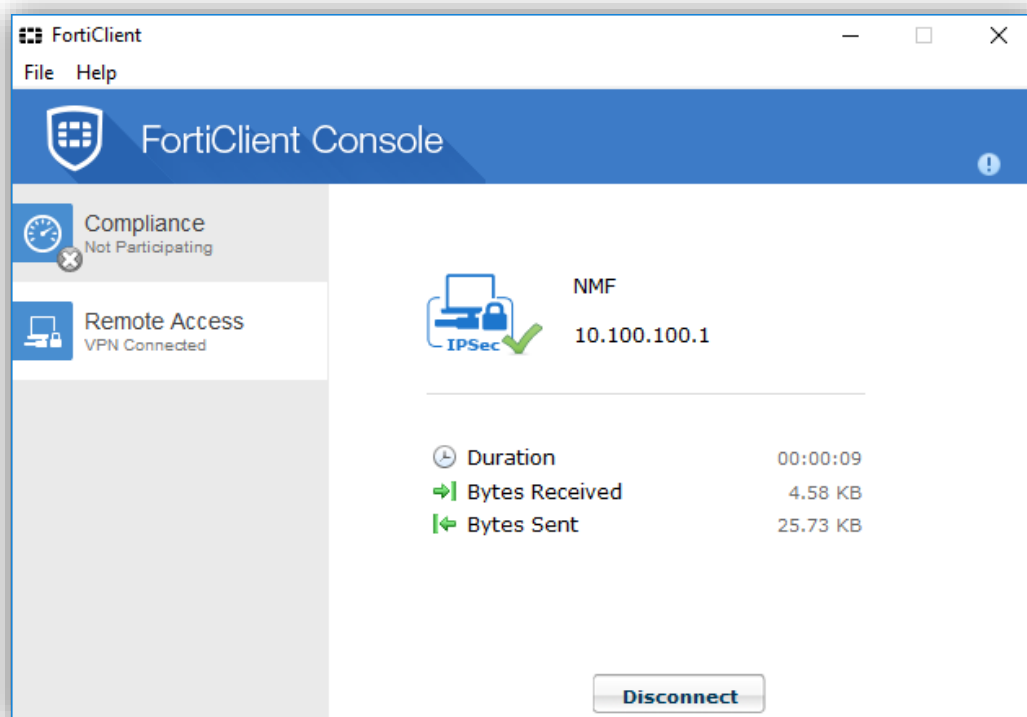 FortiClient
File Help
FortiClient Console
Compliance
Not Participating
Remote Access
VPN Connected
NMF
IPSec
10.100.100.1
Duration 00:00:09
Bytes Received 4.58 KB
Bytes Sent 25.73 KB
Disconnect